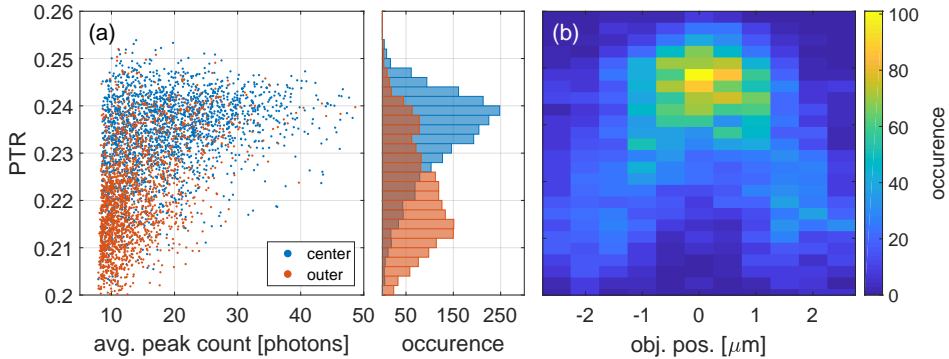 (a)
0.26
0.25
0.24
0.23
0.22
0.21
0.2
PTR
center
outer
10 20 30 40 50
avg. peak count [photons]
50 150 250
occurence
(b)
-2 -1 0 1 2
obj. pos. [μm]
100
80
60
40
20
0
occurence